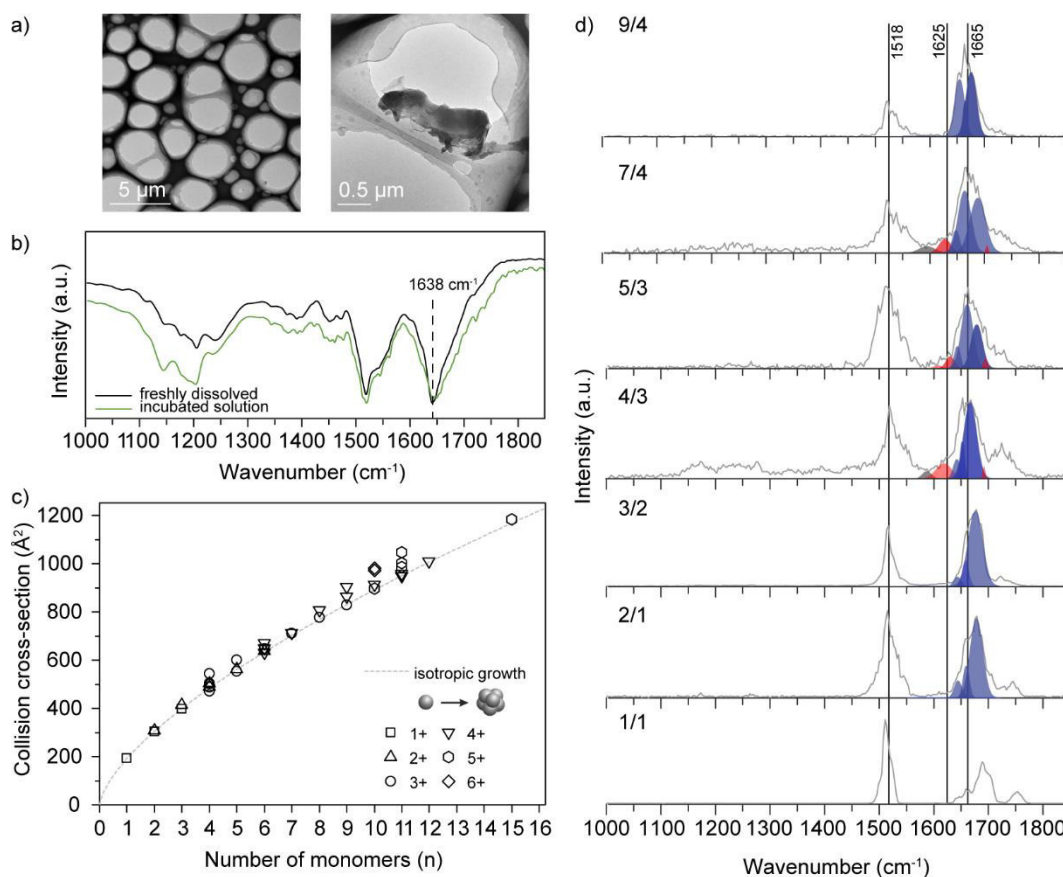 a)
5 μm
0.5 μm
b)
Intensity (a.u.)
1638 cm⁻¹
freshly dissolved
incubated solution
1000 1100 1200 1300 1400 1500 1600 1700 1800
Wavenumber (cm⁻¹)
c)
Collision cross-section (Å²)
1200
1000
800
600
400
200
0
isotropic growth
1+ 4+
2+ 5+
3+ 6+
0 1 2 3 4 5 6 7 8 9 10 11 12 13 14 15 16
Number of monomers (n)
d)
1518 1625 1665
9/4
7/4
5/3
4/3
3/2
2/1
1/1
Intensity (a.u.)
1000 1100 1200 1300 1400 1500 1600 1700 1800
Wavenumber (cm⁻¹)